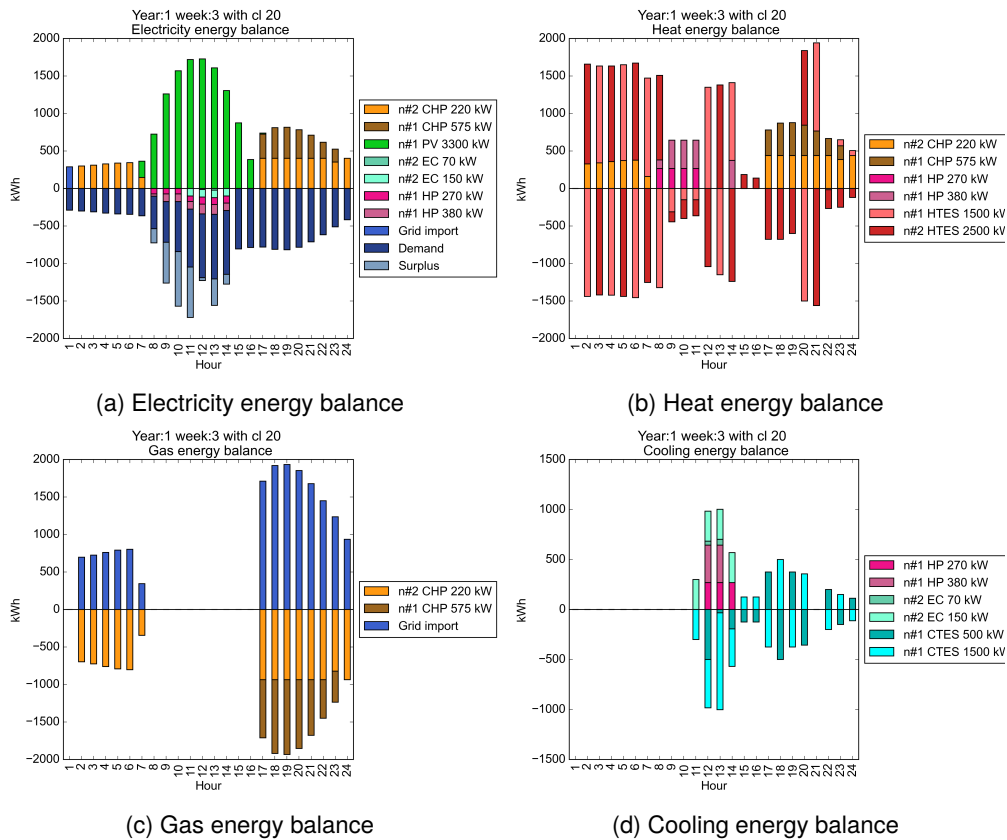 Year:1 week:3 with cl 20
Electricity energy balance
2000
1500
1000
500
0
−500
−1000
−1500
−2000
kWh
1 2 3 4 5 6 7 8 9 10 11 12 13 14 15 16 17 18 19 20 21 22 23 24
Hour
n#2 CHP 220 kW
n#1 CHP 575 kW
n#1 PV 3300 kW
n#2 EC 70 kW
n#2 EC 150 kW
n#1 HP 270 kW
n#1 HP 380 kW
Grid import
Demand
Surplus
(a) Electricity energy balance
Year:1 week:3 with cl 20
Heat energy balance
2000
1500
1000
500
0
−500
−1000
−1500
−2000
kWh
1 2 3 4 5 6 7 8 9 10 11 12 13 14 15 16 17 18 19 20 21 22 23 24
Hour
n#2 CHP 220 kW
n#1 CHP 575 kW
n#1 HP 270 kW
n#1 HP 380 kW
n#1 HTES 1500 kW
n#2 HTES 2500 kW
(b) Heat energy balance
Year:1 week:3 with cl 20
Gas energy balance
2000
1500
1000
500
0
−500
−1000
−1500
−2000
kWh
1 2 3 4 5 6 7 8 9 10 11 12 13 14 15 16 17 18 19 20 21 22 23 24
Hour
n#2 CHP 220 kW
n#1 CHP 575 kW
Grid import
(c) Gas energy balance
Year:1 week:3 with cl 20
Cooling energy balance
1500
1000
500
0
−500
−1000
−1500
kWh
1 2 3 4 5 6 7 8 9 10 11 12 13 14 15 16 17 18 19 20 21 22 23 24
Hour
n#1 HP 270 kW
n#1 HP 380 kW
n#2 EC 70 kW
n#2 EC 150 kW
n#1 CTES 500 kW
n#1 CTES 1500 kW
(d) Cooling energy balance